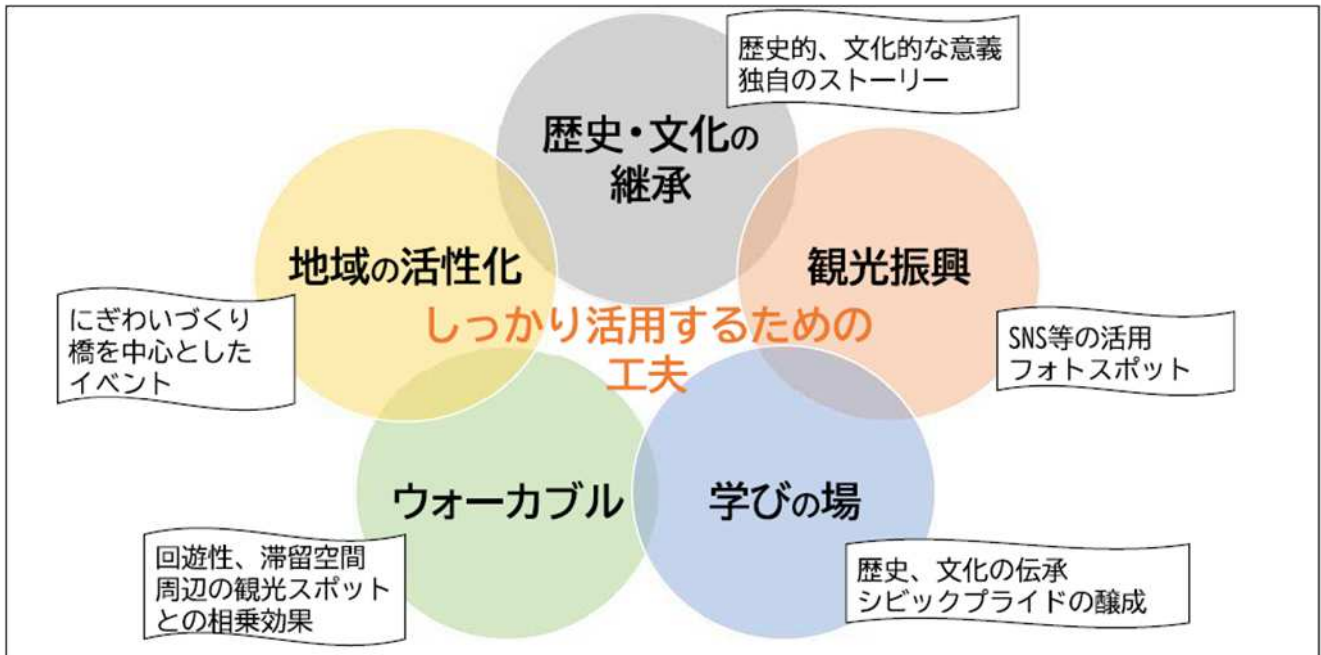 歴史的、文化的な意義
独自のストーリー
歴史・文化の
継承
地域の活性化
観光振興
しっかり活用するための
工夫
にぎわいづくり
橋を中心とした
イベント
SNS等の活用
フォトスポット
ウォーカブル
学びの場
回遊性、滞留空間
周辺の観光スポット
との相乗効果
歴史、文化の伝承
シビックプライドの醸成